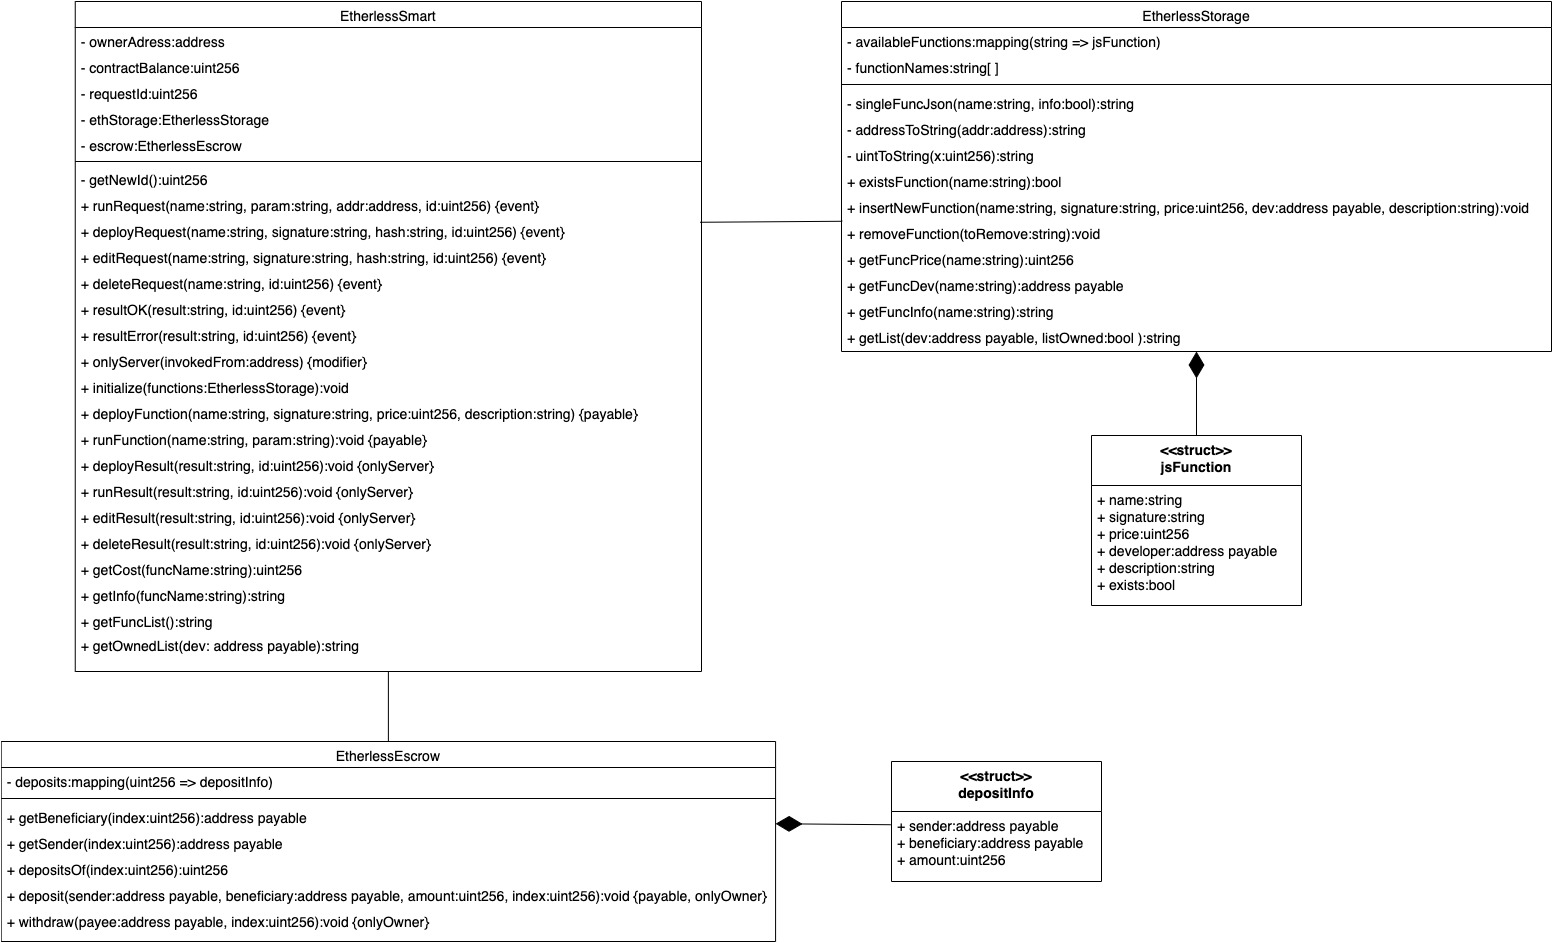 EtherlessSmart
- ownerAdress:address
- contractBalance:uint256
- requestId:uint256
- ethStorage:EtherlessStorage
- escrow:EtherlessEscrow
- getNewId():uint256
+ runRequest(name:string, param:string, addr:address, id:uint256) {event}
+ deployRequest(name:string, signature:string, hash:string, id:uint256) {event}
+ editRequest(name:string, signature:string, hash:string, id:uint256) {event}
+ deleteRequest(name:string, id:uint256) {event}
+ resultOK(result:string, id:uint256) {event}
+ resultError(result:string, id:uint256) {event}
+ onlyServer(invokedFrom:address) {modifier}
+ initialize(functions:EtherlessStorage):void
+ deployFunction(name:string, signature:string, price:uint256, description:string) {payable}
+ runFunction(name:string, param:string):void {payable}
+ deployResult(result:string, id:uint256):void {onlyServer}
+ runResult(result:string, id:uint256):void {onlyServer}
+ editResult(result:string, id:uint256):void {onlyServer}
+ deleteResult(result:string, id:uint256):void {onlyServer}
+ getCost(funcName:string):uint256
+ getInfo(funcName:string):string
+ getFuncList():string
+ getOwnedList(dev: address payable):string
EtherlessStorage
- availableFunctions:mapping(string => jsFunction)
- functionNames:string[ ]
- singleFuncJson(name:string, info:bool):string
- addressToString(addr:address):string
- uintToString(x:uint256):string
+ existsFunction(name:string):bool
+ insertNewFunction(name:string, signature:string, price:uint256, dev:address payable, description:string):void
+ removeFunction(toRemove:string):void
+ getFuncPrice(name:string):uint256
+ getFuncDev(name:string):address payable
+ getFuncInfo(name:string):string
+ getList(dev:address payable, listOwned:bool ):string
<<struct>>
jsFunction
+ name:string
+ signature:string
+ price:uint256
+ developer:address payable
+ description:string
+ exists:bool
EtherlessEscrow
- deposits:mapping(uint256 => depositInfo)
+ getBeneficiary(index:uint256):address payable
+ getSender(index:uint256):address payable
+ depositsOf(index:uint256):uint256
+ deposit(sender:address payable, beneficiary:address payable, amount:uint256, index:uint256):void {payable, onlyOwner}
+ withdraw(payee:address payable, index:uint256):void {onlyOwner}
<<struct>>
depositInfo
+ sender:address payable
+ beneficiary:address payable
+ amount:uint256